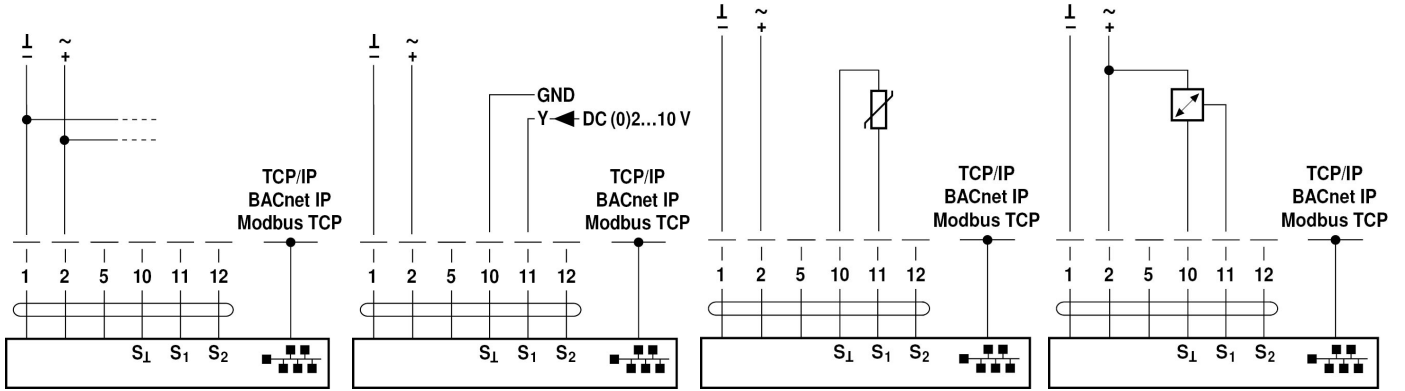 ⊥ ~
− +
TCP/IP
BACnet IP
Modbus TCP
1 2 5 10 11 12
S⊥ S1 S2
⊥ ~
− +
GND
Y DC (0)2...10 V
TCP/IP
BACnet IP
Modbus TCP
1 2 5 10 11 12
S⊥ S1 S2
⊥ ~
− +
TCP/IP
BACnet IP
Modbus TCP
1 2 5 10 11 12
S⊥ S1 S2
⊥ ~
− +
TCP/IP
BACnet IP
Modbus TCP
1 2 5 10 11 12
S⊥ S1 S2